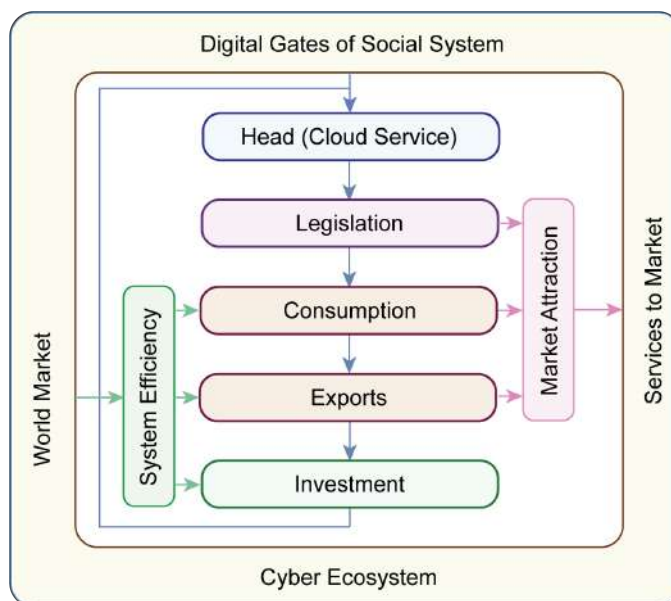 Digital Gates of Social System
Head (Cloud Service)
Legislation
Consumption
Exports
Investment
System Efficiency
Market Attraction
World Market
Services to Market
Cyber Ecosystem